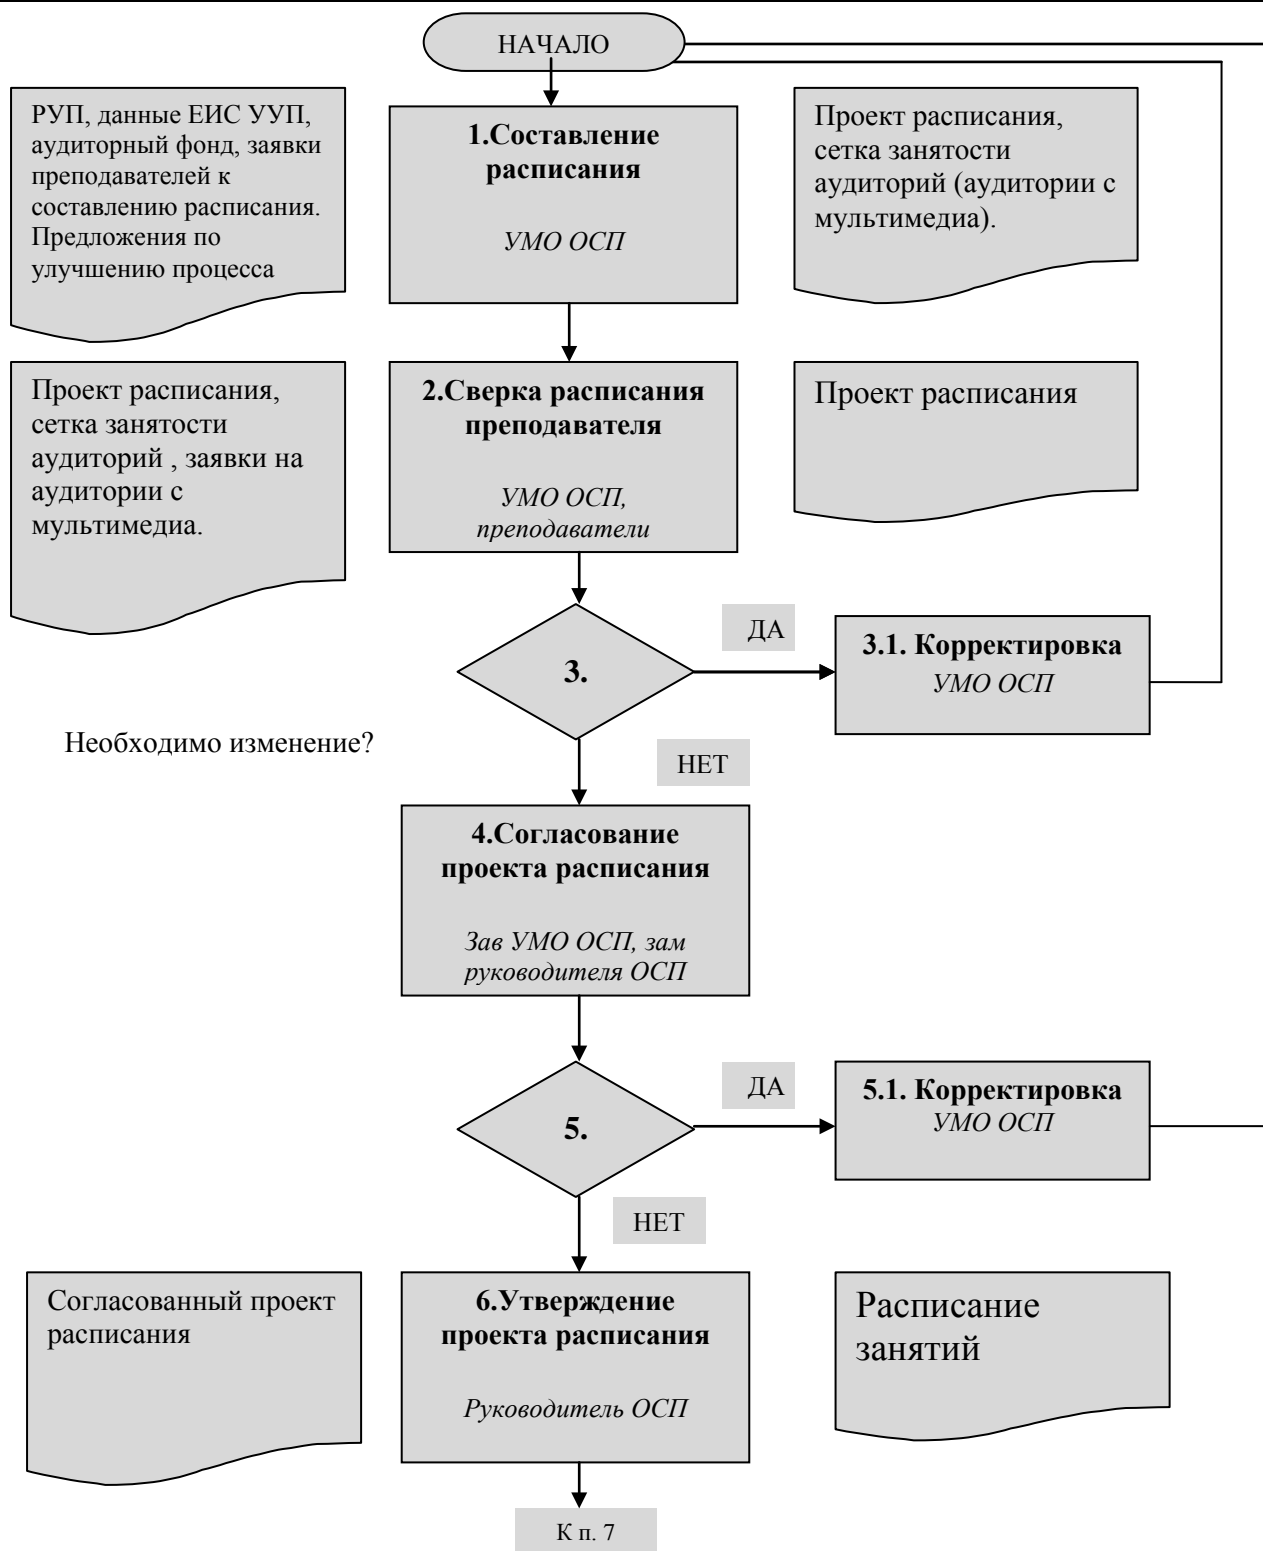 НАЧАЛО
РУП, данные ЕИС УУП,
аудиторный фонд, заявки
преподавателей к
составлению расписания.
Предложения по
улучшению процесса
1.Составление
расписания
УМО ОСП
Проект расписания,
сетка занятости
аудиторий (аудитории с
мультимедиа).
Проект расписания,
сетка занятости
аудиторий , заявки на
аудитории с
мультимедиа.
2.Сверка расписания
преподавателя
УМО ОСП,
преподаватели
Проект расписания
3.
ДА
3.1. Корректировка
УМО ОСП
Необходимо изменение?
НЕТ
4.Согласование
проекта расписания
Зав УМО ОСП, зам
руководителя ОСП
5.
ДА
5.1. Корректировка
УМО ОСП
НЕТ
Согласованный проект
расписания
6.Утверждение
проекта расписания
Руководитель ОСП
Расписание
занятий
К п. 7